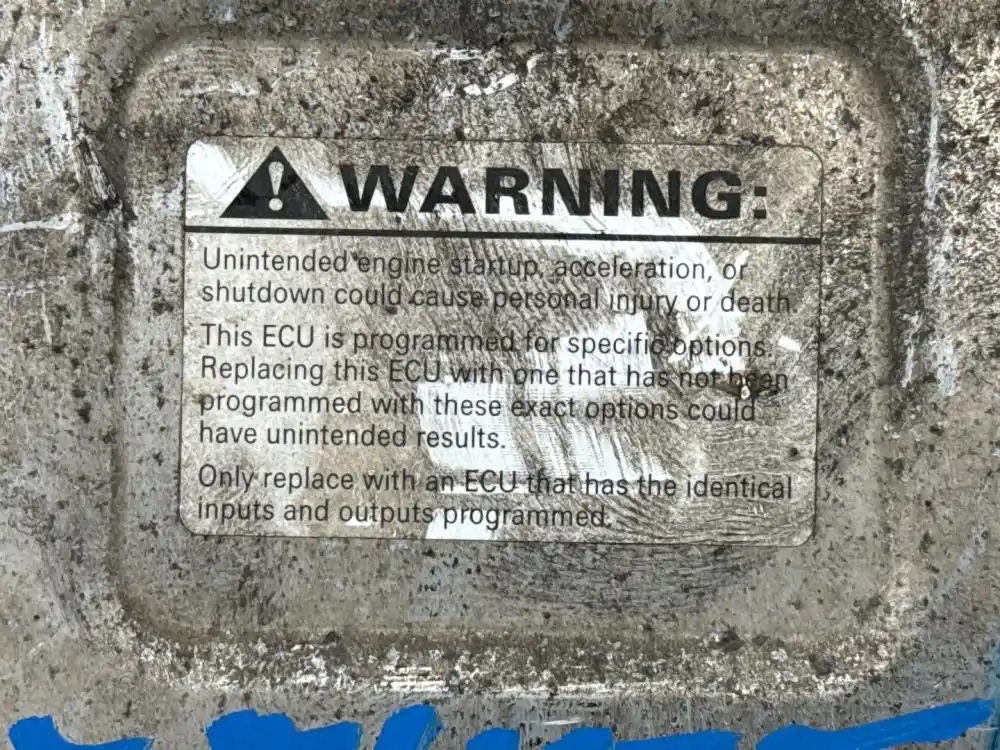 WARNING:
Unintended engine startup, acceleration, or
shutdown could cause personal injury or death.
This ECU is programmed for specific options.
Replacing this ECU with one that has not been
programmed with these exact options could
have unintended results.
Only replace with an ECU that has the identical
inputs and outputs programmed.